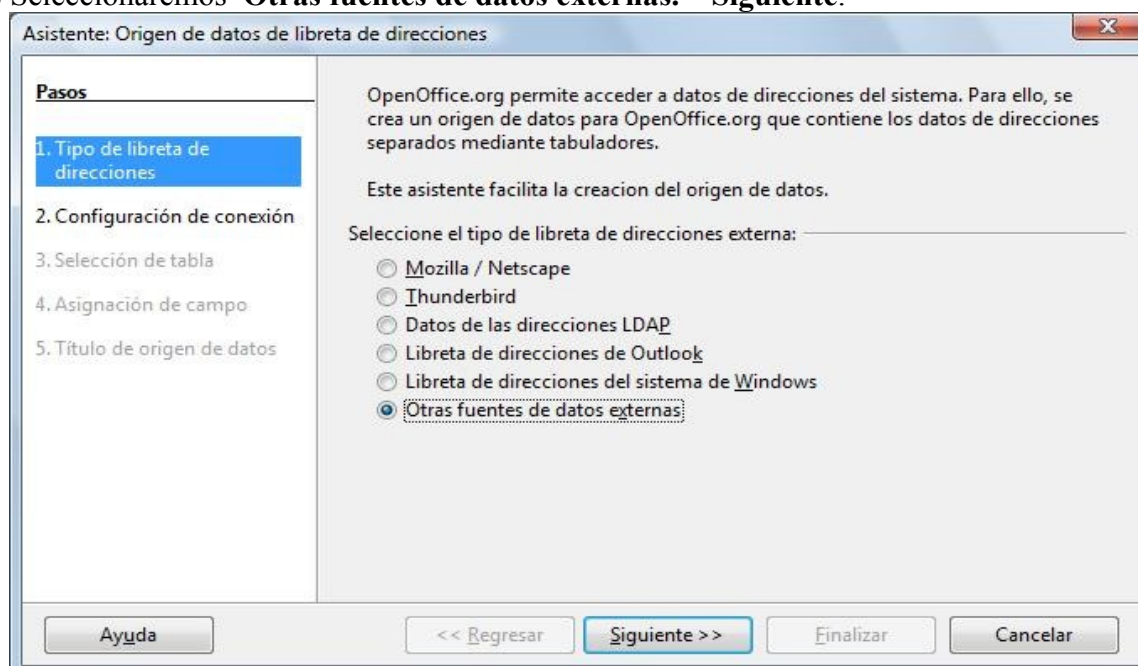 Seleccionaremos "Otras fuentes de datos externas." Siguiente.
Asistente: Origen de datos de libreta de direcciones
Pasos
1. Tipo de libreta de
direcciones
2. Configuración de conexión
3. Selección de tabla
4. Asignación de campo
5. Título de origen de datos
OpenOffice.org permite acceder a datos de direcciones del sistema. Para ello, se
crea un origen de datos para OpenOffice.org que contiene los datos de direcciones
separados mediante tabuladores.
Este asistente facilita la creacion del origen de datos.
Seleccione el tipo de libreta de direcciones externa:
Mozilla / Netscape
Thunderbird
Datos de las direcciones LDAP
Libreta de direcciones de Outlook
Libreta de direcciones del sistema de Windows
Otras fuentes de datos externas
Ayuda
<< Regresar
Siguiente >>
Finalizar
Cancelar